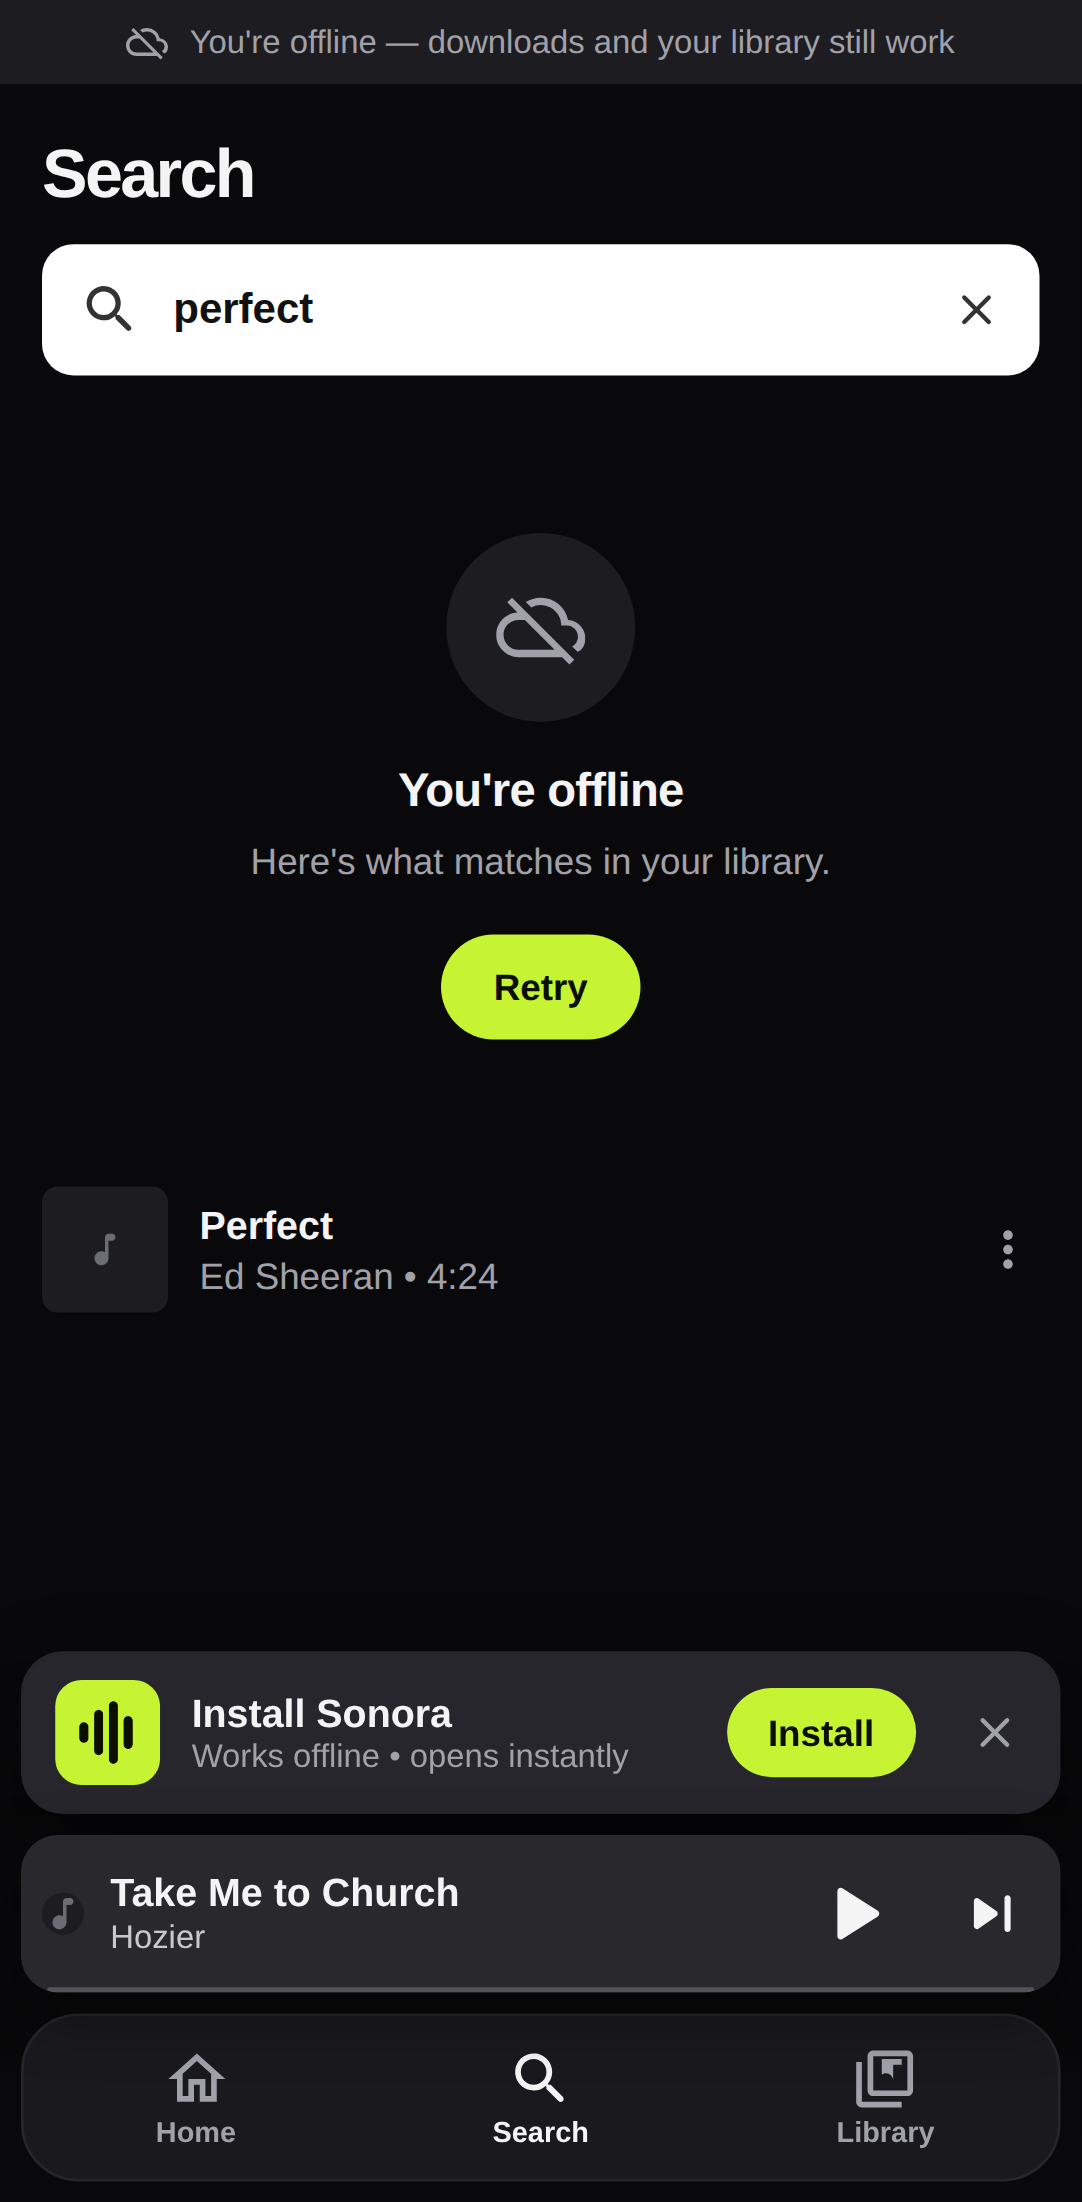 You're offline — downloads and your library still work
Search
perfect
You're offline
Here's what matches in your library.
Retry
Perfect
Ed Sheeran • 4:24
Install Sonora
Works offline • opens instantly
Install
Take Me to Church
Hozier
Home
Search
Library